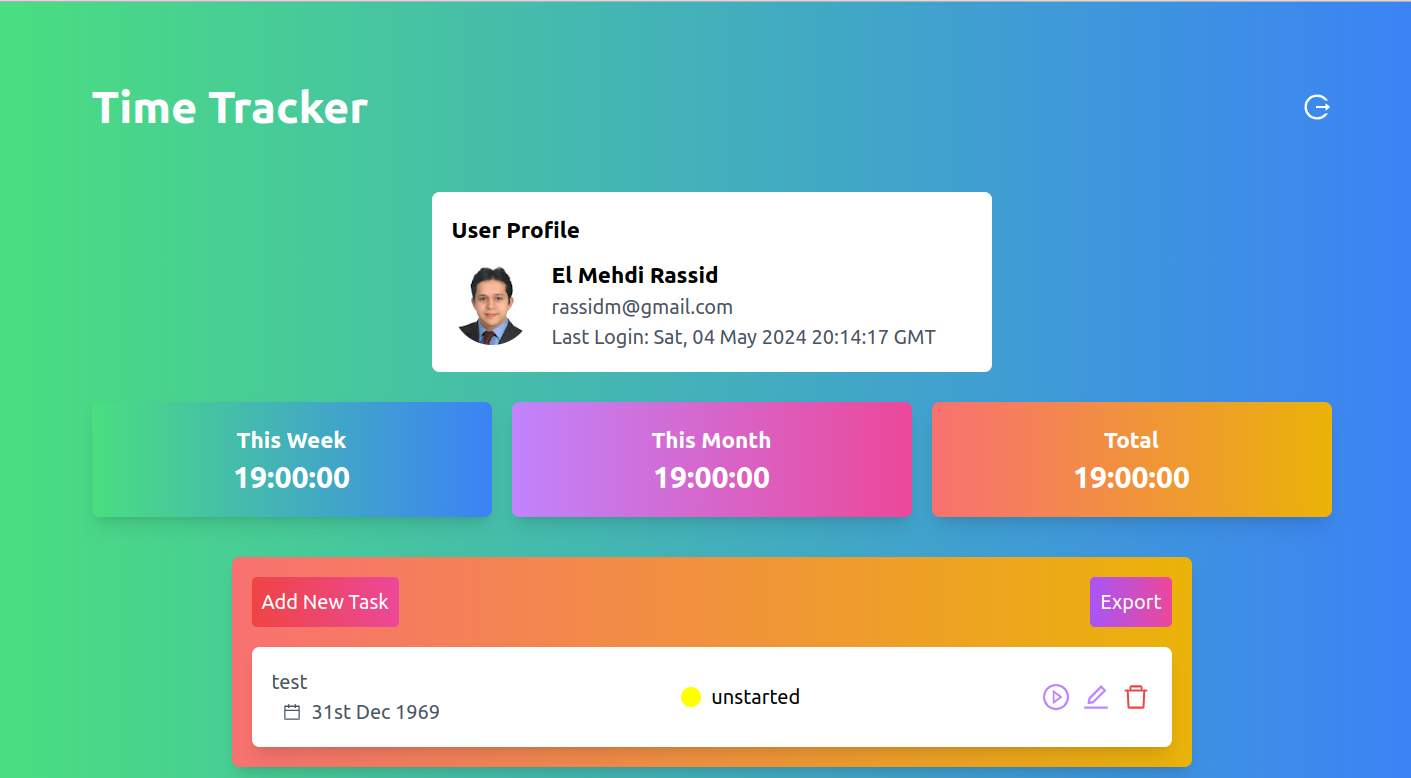 Time Tracker
User Profile
El Mehdi Rassid
rassidm@gmail.com
Last Login: Sat, 04 May 2024 20:14:17 GMT
This Week
19:00:00
This Month
19:00:00
Total
19:00:00
Add New Task
Export
test
31st Dec 1969
unstarted